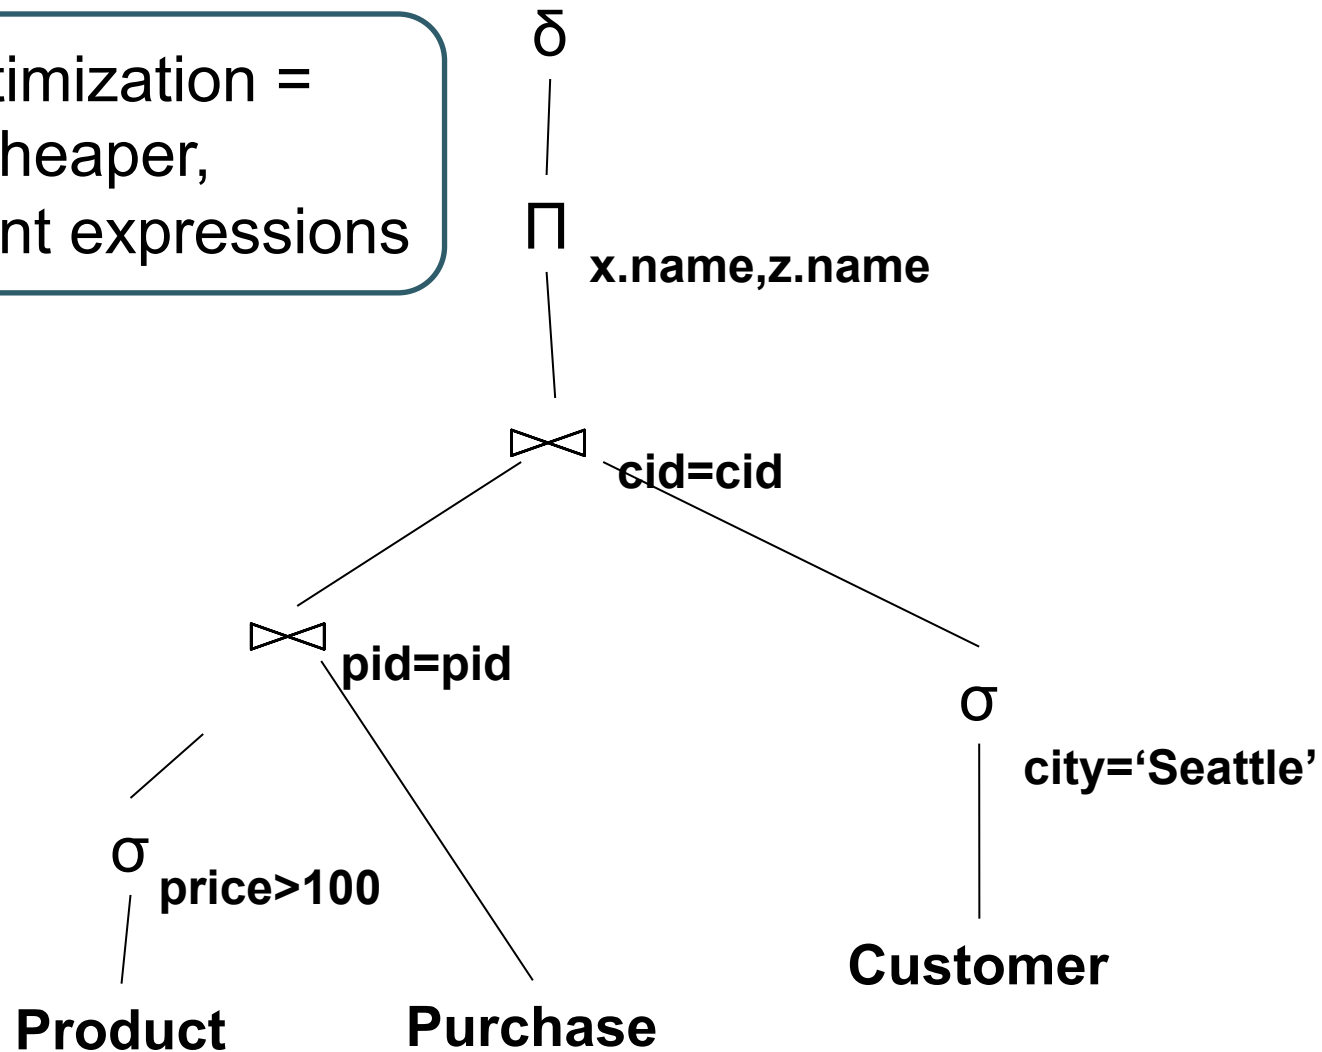 timization =
heaper,
nt expressions
δ
Π
x.name,z.name
⋈
cid=cid
⋈
pid=pid
σ
city=‘Seattle’
σ
price>100
Customer
Product
Purchase